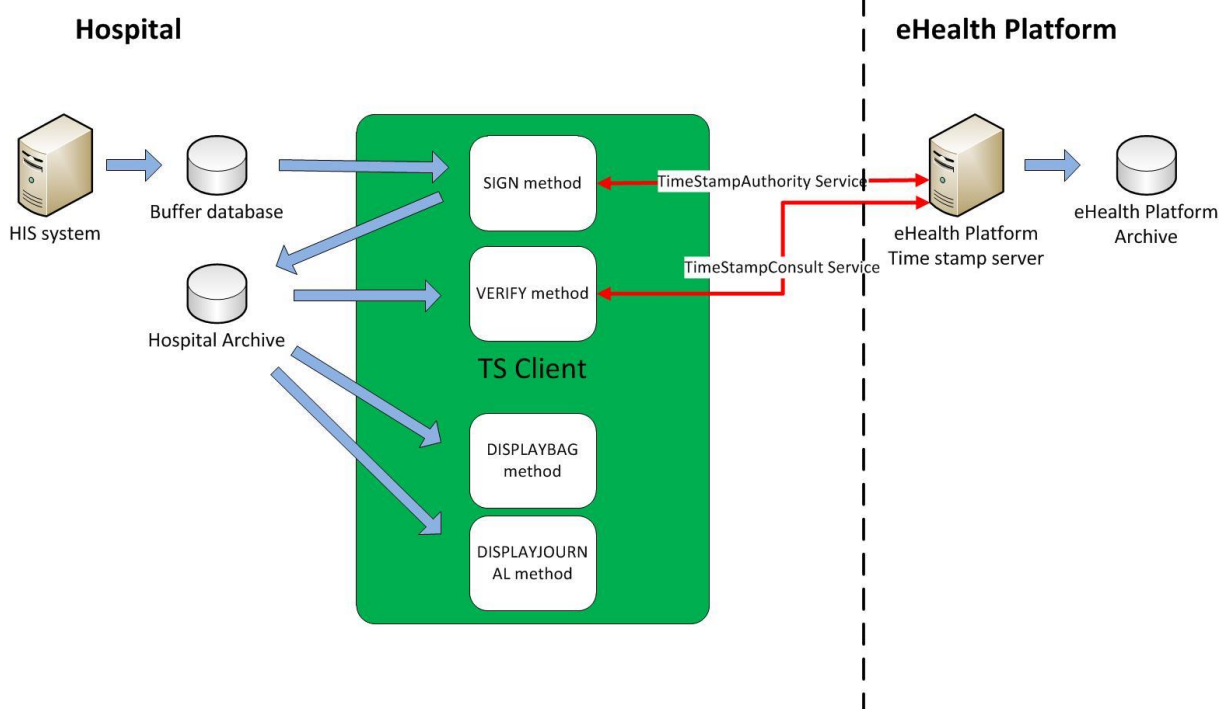 Hospital
eHealth Platform
SIGN method
TimeStampAuthority Service
Buffer database
HIS system
eHealth Platform
Time stamp server
eHealth Platform
Archive
TimeStampConsult Service
VERIFY method
Hospital Archive
TS Client
DISPLAYBAG
method
DISPLAYJOURN
AL method